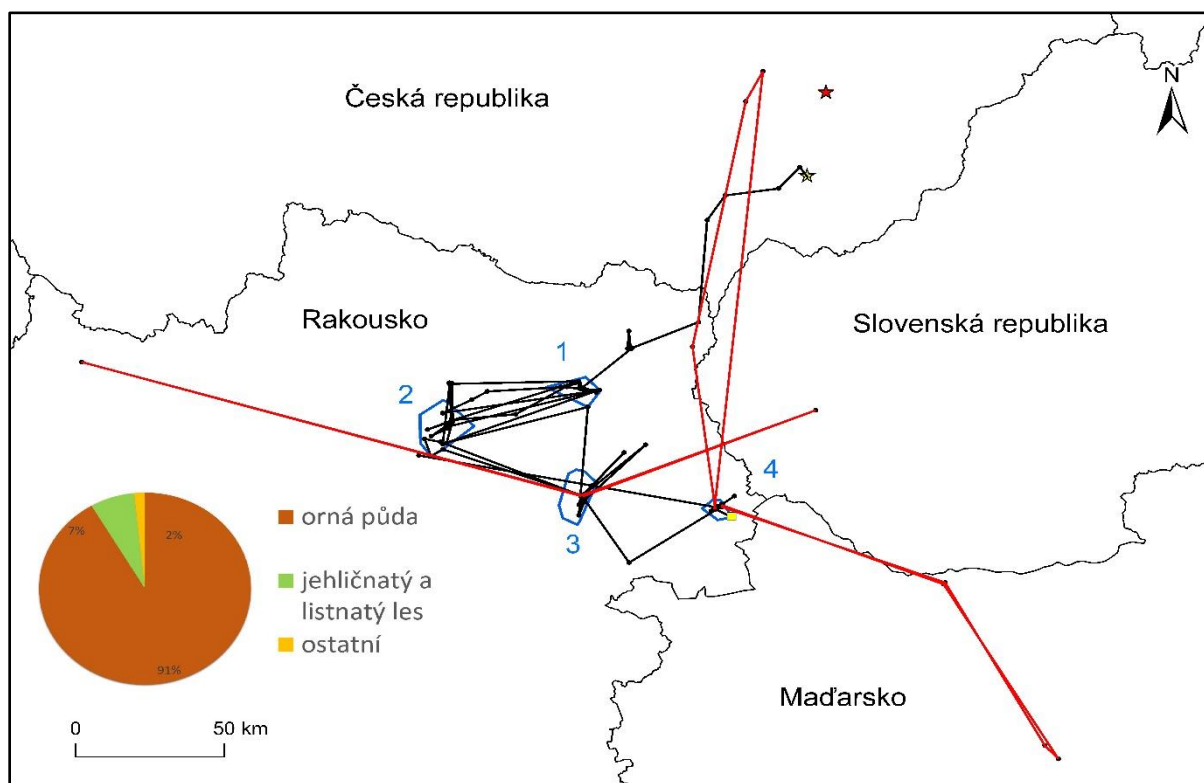 N
Česká republika
Rakousko
Slovenská republika
1
2
4
3
7%
2%
91%
orná půda
jehličnatý a
listnatý les
ostatní
Maďarsko
0
50 km